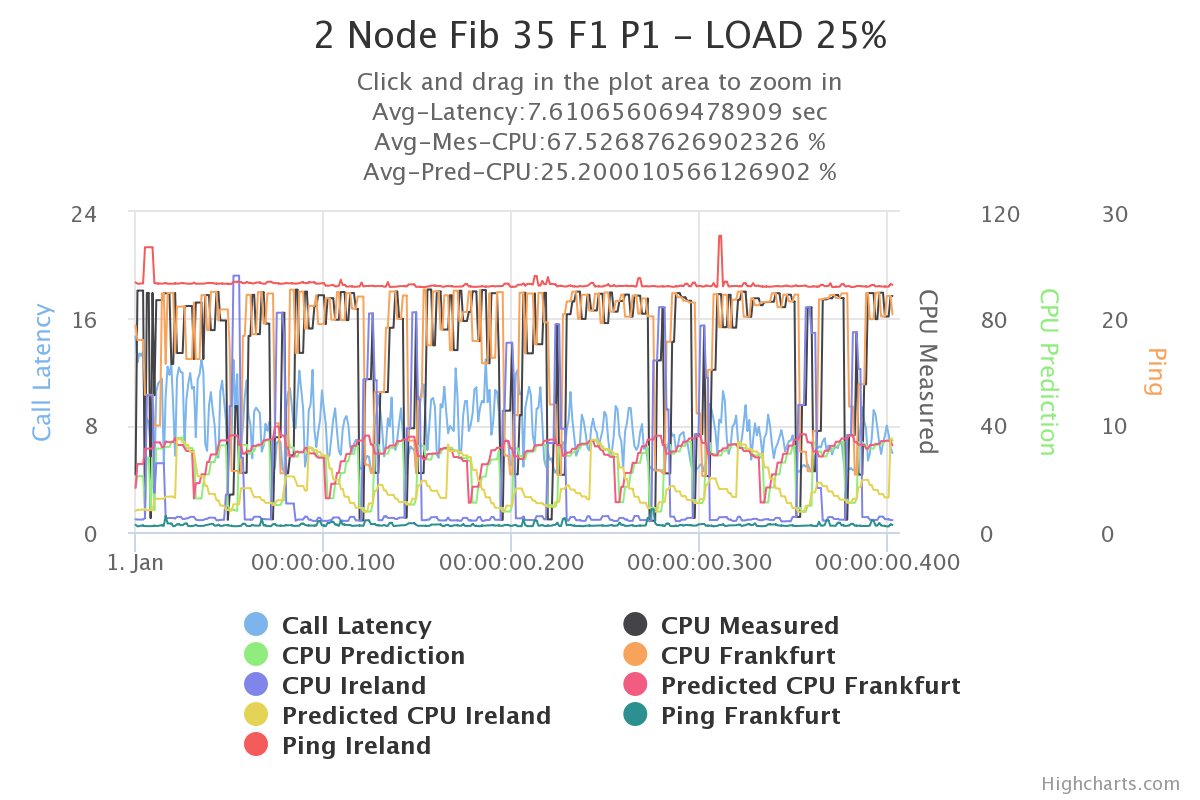 2 Node Fib 35 F1 P1 - LOAD 25%
Click and drag in the plot area to zoom in
Avg-Latency:7.610656069478909 sec
Avg-Mes-CPU:67.52687626902326 %
Avg-Pred-CPU:25.200010566126902 %
24
16
8
0
Call Latency
120
80
40
0
CPU Measured
CPU Prediction
30
20
10
0
Ping
1. Jan
00:00:00.100
00:00:00.200
00:00:00.300
00:00:00.400
Call Latency
CPU Measured
CPU Prediction
CPU Frankfurt
CPU Ireland
Predicted CPU Frankfurt
Predicted CPU Ireland
Ping Frankfurt
Ping Ireland
Highcharts.com